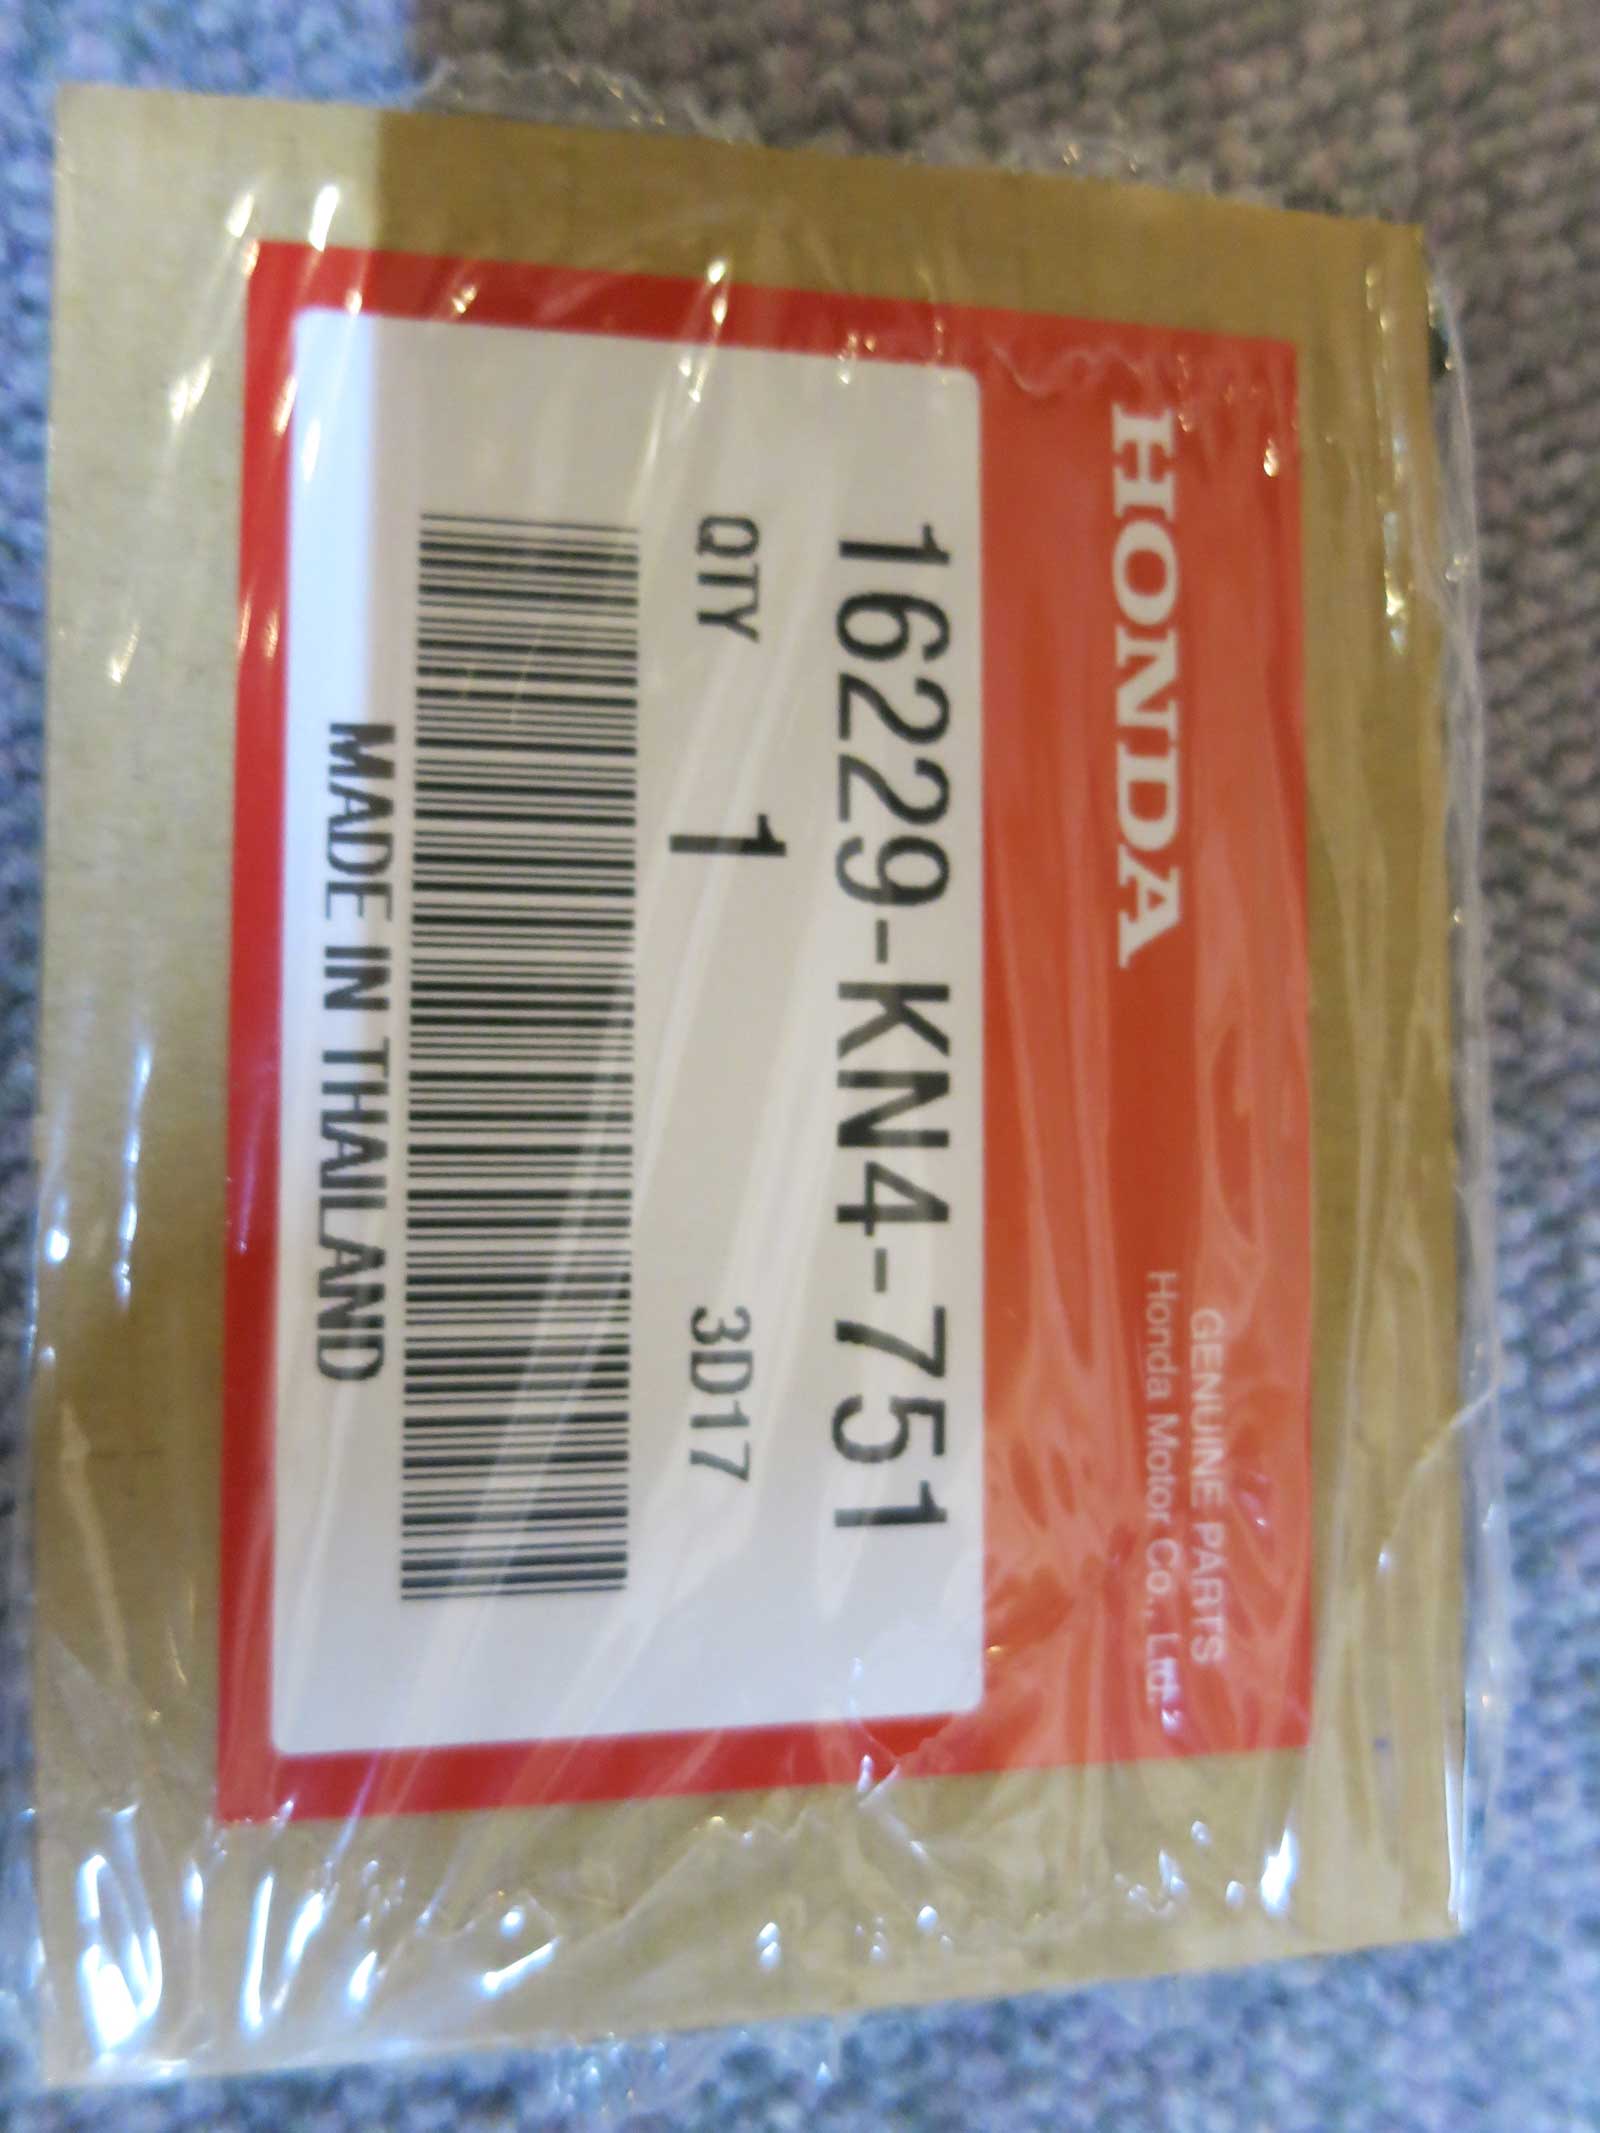 HONDA
GENUINE PARTS
Honda Motor Co., Ltd.
16229-KN4-751
QTY 1 3D17
MADE IN THAILAND